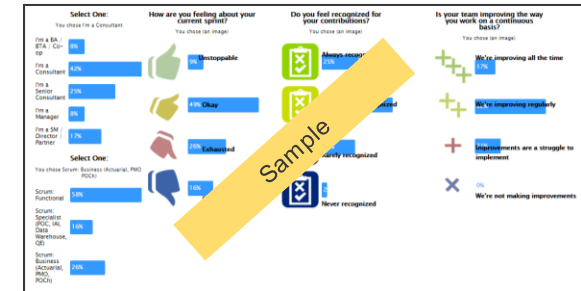 Select One:
You chose I'm a Consultant
I'm a BA /
BTA / Co-
op
8%
I'm a
Consultant
42%
I'm a
Senior
Consultant
25%
I'm a
Manager
8%
I'm a SM /
Director /
Partner
17%
Select One:
You chose Scrum: Business (Actuarial, PMO
POCh)
Scrum:
Functional
58%
Scrum:
Specialist
(POC, IAI,
Data
Warehouse,
QE)
16%
Scrum:
Business
(Actuarial,
PMO,
POCh)
26%
How are you feeling about your
current sprint?
You chose (an image)
9%
Unstoppable
49%
Okay
26%
Exhausted
16%
Do you feel recognized for
your contributions?
You chose (an image)
Always
25%
Never recognized
Sample
Is your team improving the way
you work on a continuous
basis?
You chose (an image)
We're improving all the time
17%
We're improving regularly
Improvements are a struggle to
implement
0%
We're not making improvements